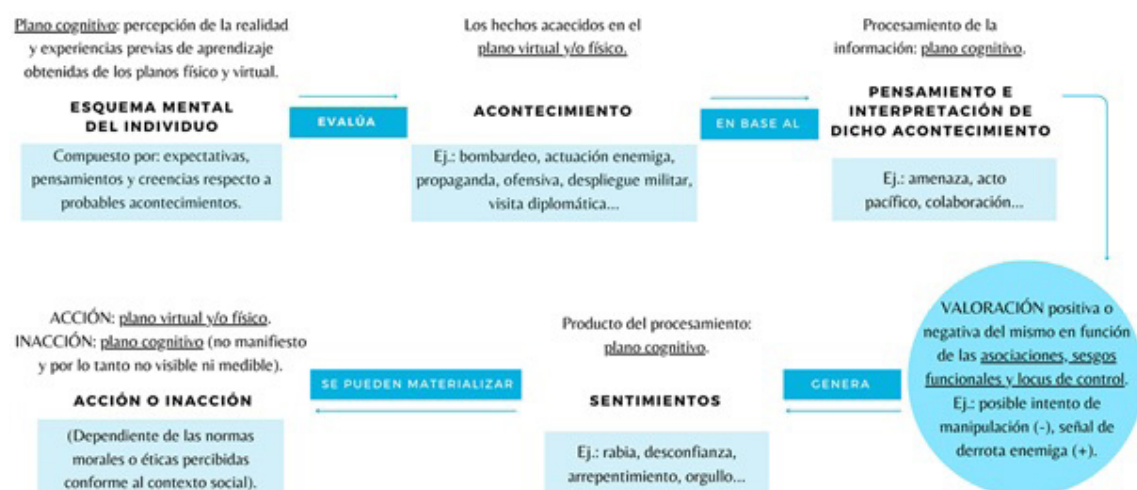 Plano cognitivo: percepción de la realidad
y experiencias previas de aprendizaje
obtenidas de los planos físico y virtual.
ESQUEMA MENTAL
DEL INDIVIDUO
Compuesto por: expectativas,
pensamientos y creencias respecto a
probables acontecimientos.
EVALÚA
Los hechos acaecidos en el
plano virtual y/o físico.
ACONTECIMIENTO
Ej.: bombardeo, actuación enemiga,
propaganda, ofensiva, despliegue militar,
visita diplomática...
EN BASE AL
Procesamiento de la
información: plano cognitivo.
PENSAMIENTO E
INTERPRETACIÓN DE
DICHO ACONTECIMIENTO
Ej.: amenaza, acto
pacífico, colaboración...
VALORACIÓN positiva o
negativa del mismo en función
de las asociaciones, sesgos
funcionales y locus de control.
Ej.: posible intento de
manipulación (-), señal de
derrota enemiga (+).
GENERA
Producto del procesamiento:
plano cognitivo.
SENTIMIENTOS
Ej.: rabia, desconfianza,
arrepentimiento, orgullo...
SE PUEDEN MATERIALIZAR
ACCIÓN: plano virtual y/o físico.
INACCIÓN: plano cognitivo (no manifiesto
y por lo tanto no visible ni medible).
ACCIÓN O INACCIÓN
(Dependiente de las normas
morales o éticas percibidas
conforme al contexto social).